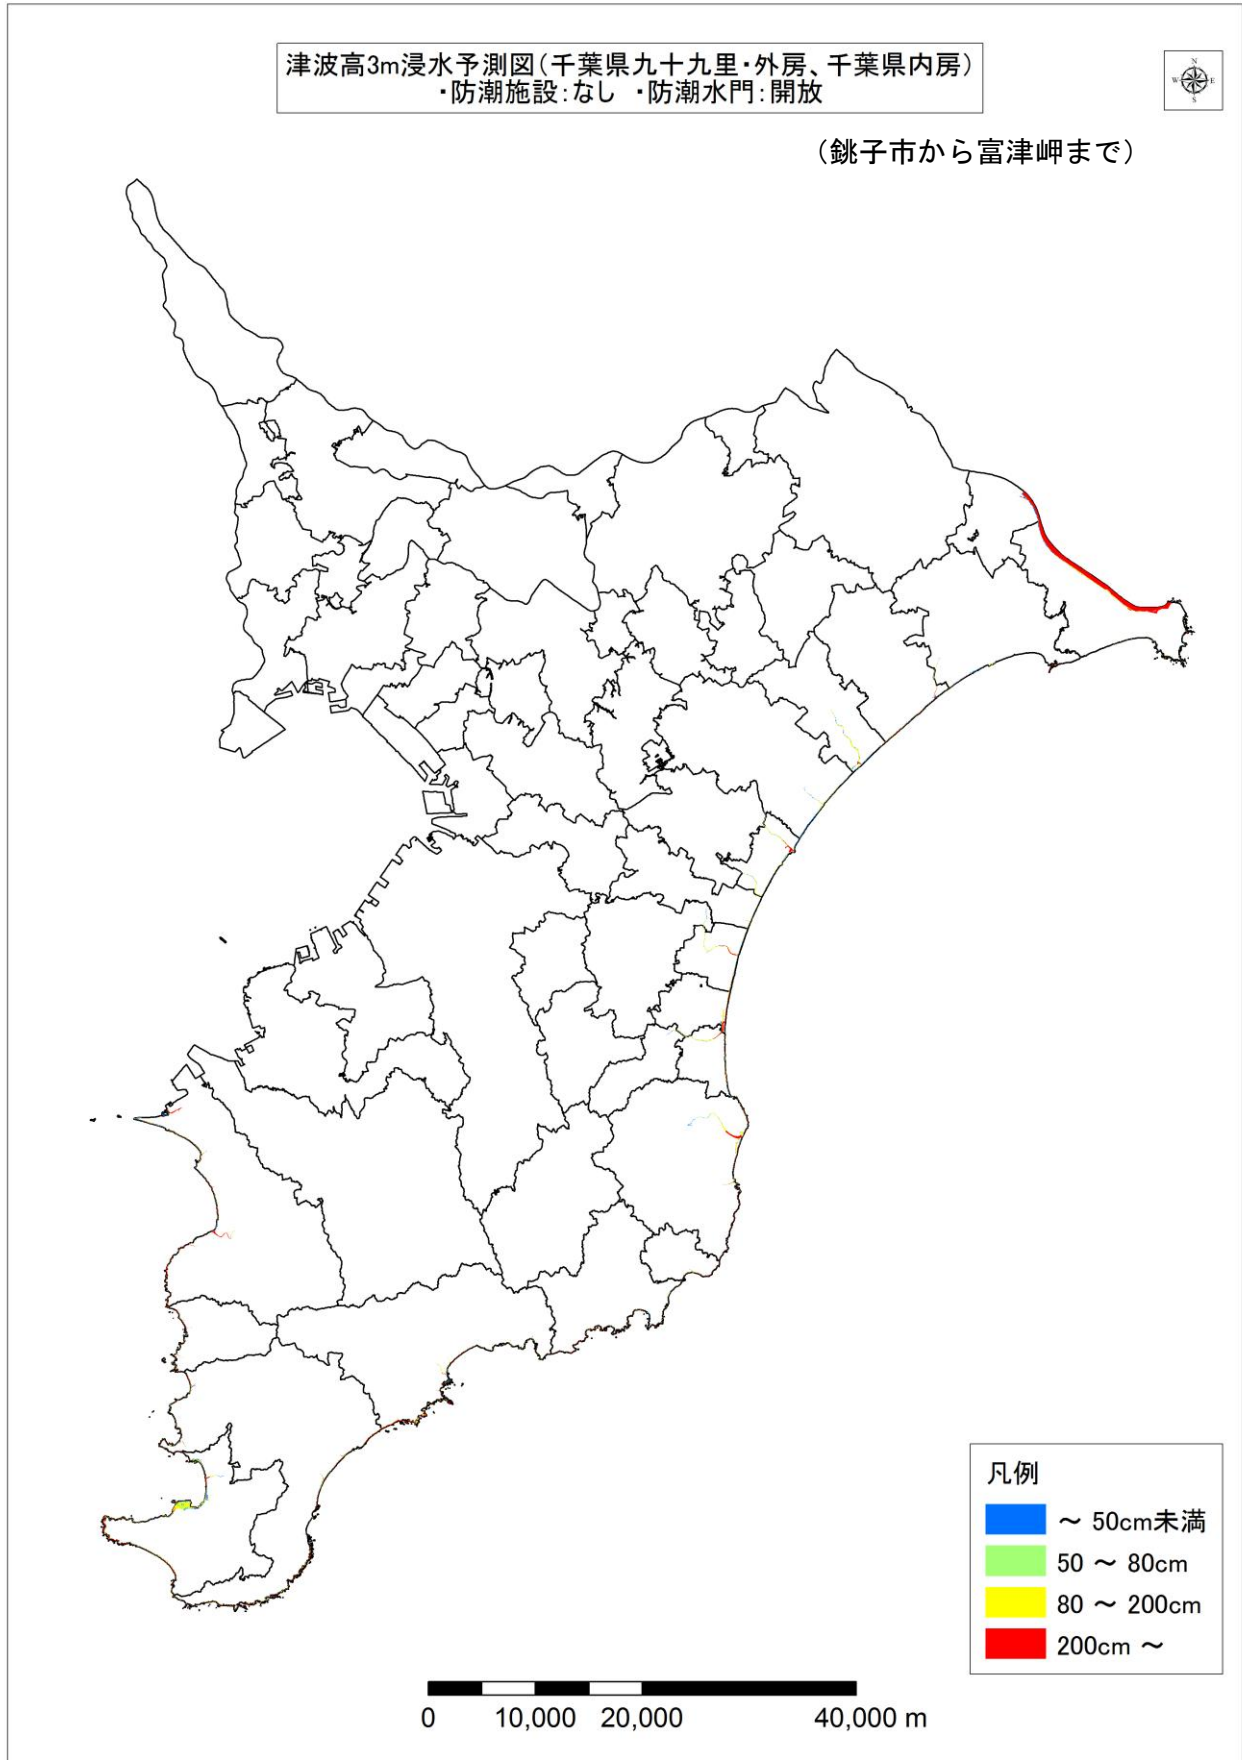 津波高3m浸水予測図(千葉県九十九里・外房、千葉県内房)
・防潮施設:なし ・防潮水門:開放
N
W E
S
(銚子市から富津岬まで)
凡例
～ 50cm未満
50 ～ 80cm
80 ～ 200cm
200cm ～
0 10,000 20,000 40,000 m